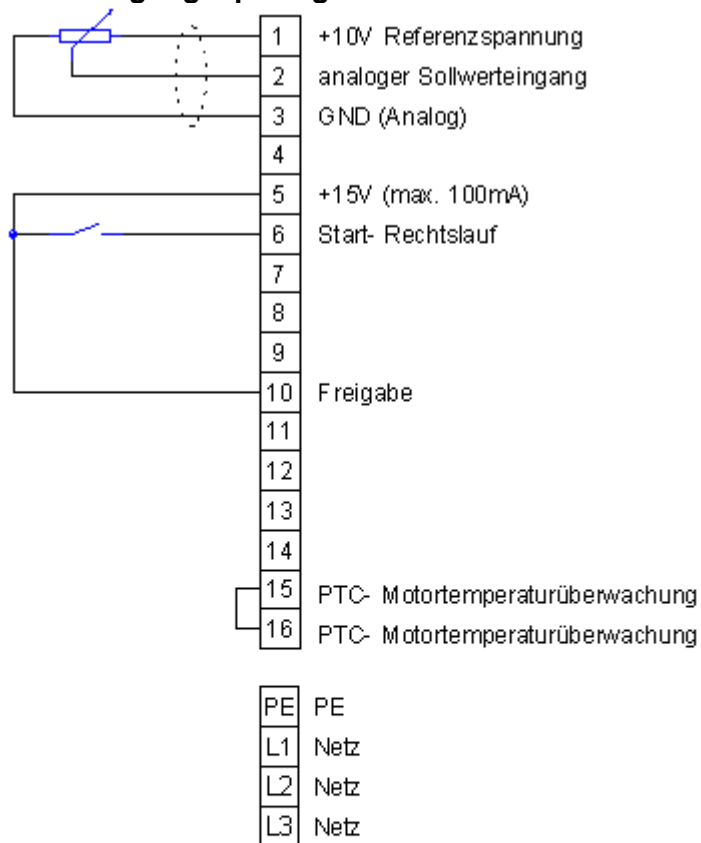 1 +10V Referenzspannung
2 analoger Sollwerteingang
3 GND (Analog)
4
5 +15V (max. 100mA)
6 Start- Rechtslauf
7
8
9
10 Freigabe
11
12
13
14
15 PTC- Motortemperaturüberwachung
16 PTC- Motortemperaturüberwachung
PE PE
L1 Netz
L2 Netz
L3 Netz